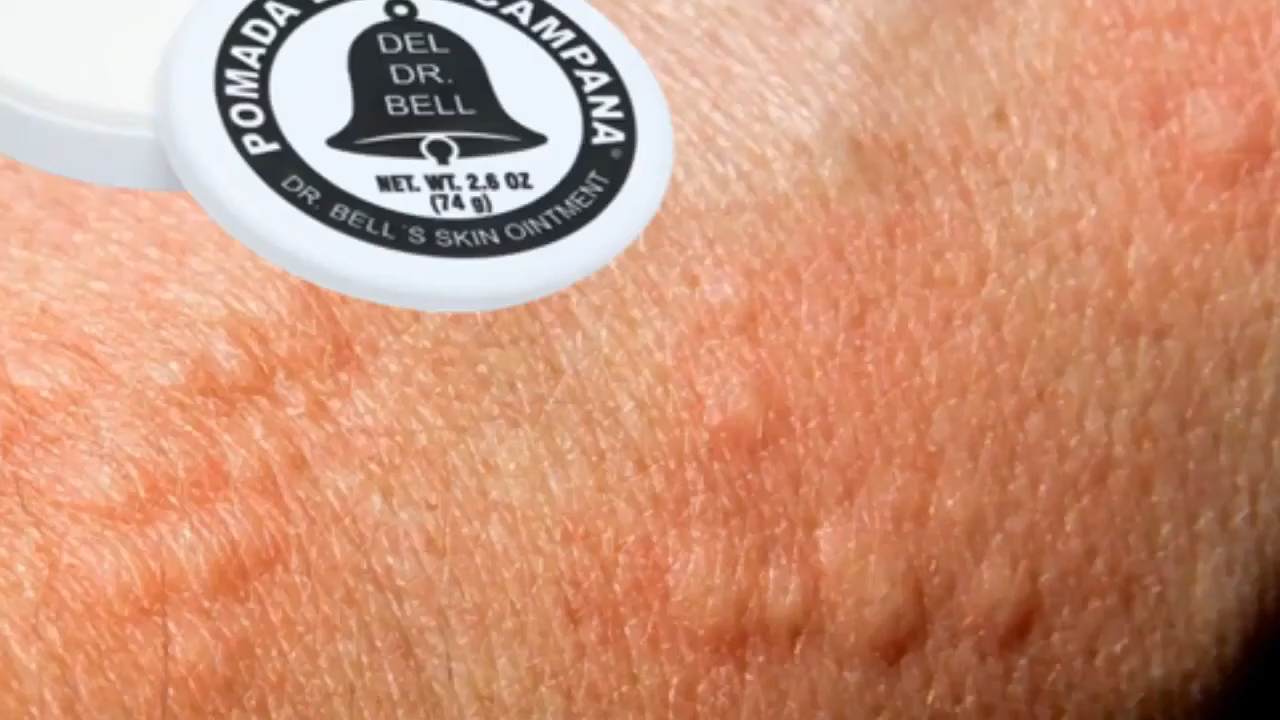 POMADA
CAMPANA
DEL
DR.
BELL
NET. WT. 2.6 OZ
(74 g)
DR. BELL´S SKIN OINTMENT